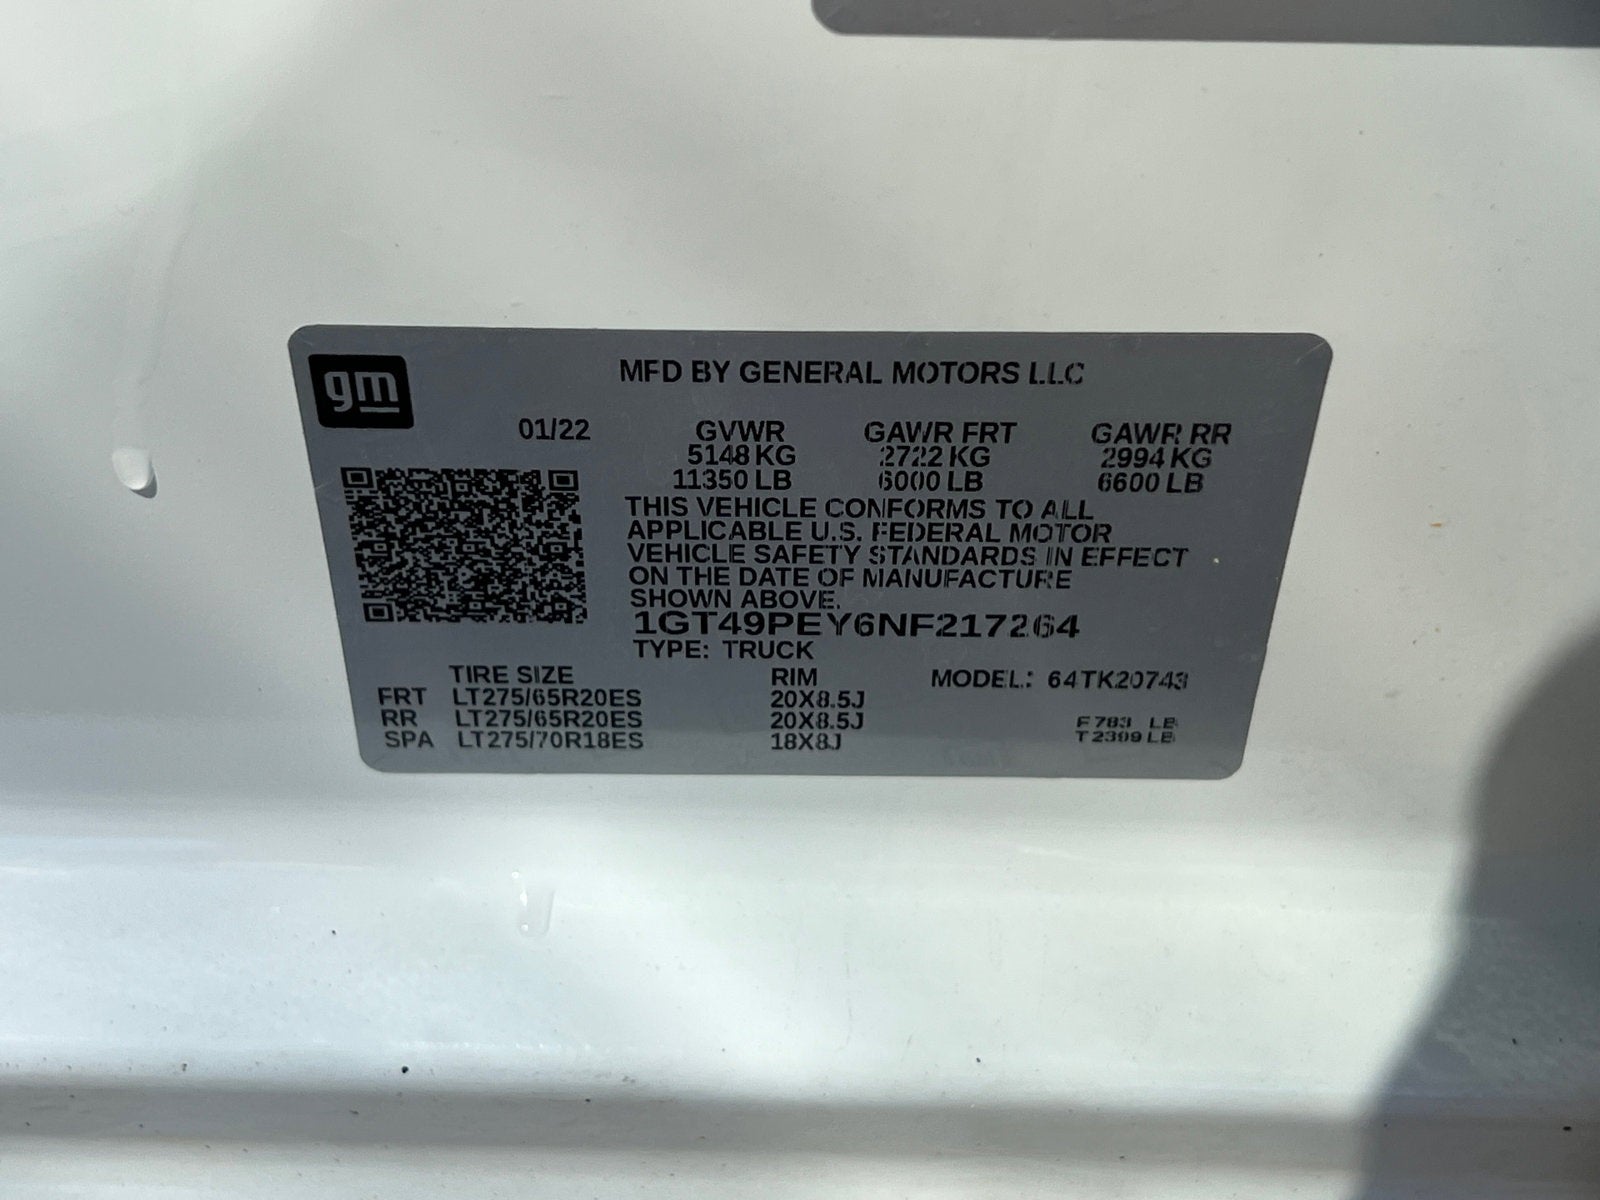 gm
MFD BY GENERAL MOTORS LLC
01/22 GVWR GAWR FRT GAWR RR
5148 KG 2722 KG 2994 KG
11350 LB 6000 LB 6600 LB
THIS VEHICLE CONFORMS TO ALL
APPLICABLE U.S. FEDERAL MOTOR
VEHICLE SAFETY STANDARDS IN EFFECT
ON THE DATE OF MANUFACTURE
SHOWN ABOVE.
1GT49PEY6NF217264
TYPE: TRUCK
TIRE SIZE RIM MODEL: 64TK20743
FRT LT275/65R20ES 20X8.5J
RR LT275/65R20ES 20X8.5J F 783 LB
SPA LT275/70R18ES 18X8J T 2399 LB